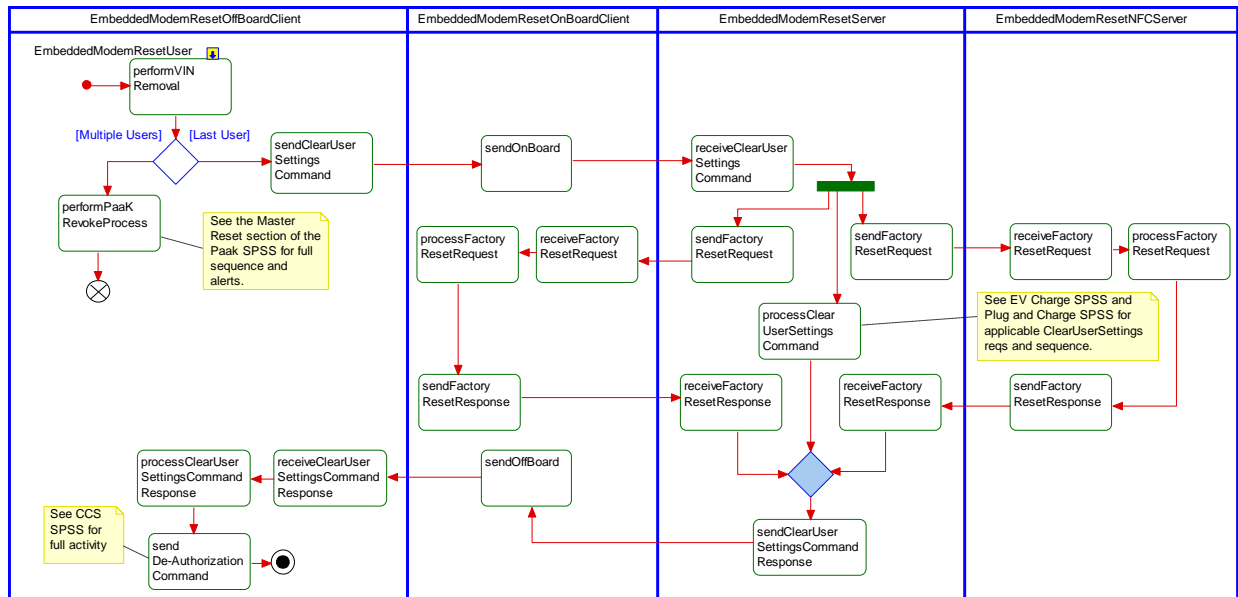 EmbeddedModemResetOffBoardClient
EmbeddedModemResetOnBoardClient
EmbeddedModemResetServer
EmbeddedModemResetNFCServer
EmbeddedModemResetUser
performVIN
Removal
[Multiple Users]
[Last User]
sendClearUser
Settings
Command
sendOnBoard
receiveClearUser
Settings
Command
performPaaK
RevokeProcess
See the Master
Reset section of the
Paak SPSS for full
sequence and
alerts.
processFactory
ResetRequest
receiveFactory
ResetRequest
sendFactory
ResetRequest
sendFactory
ResetRequest
receiveFactory
ResetRequest
processFactory
ResetRequest
processClear
UserSettings
Command
See EV Charge SPSS and
Plug and Charge SPSS for
applicable ClearUserSettings
reqs and sequence.
sendFactory
ResetResponse
receiveFactory
ResetResponse
receiveFactory
ResetResponse
sendFactory
ResetResponse
processClearUser
SettingsCommand
Response
receiveClearUser
SettingsCommand
Response
sendOffBoard
See CCS
SPSS for
full activity
send
De-Authorization
Command
sendClearUser
SettingsCommand
Response